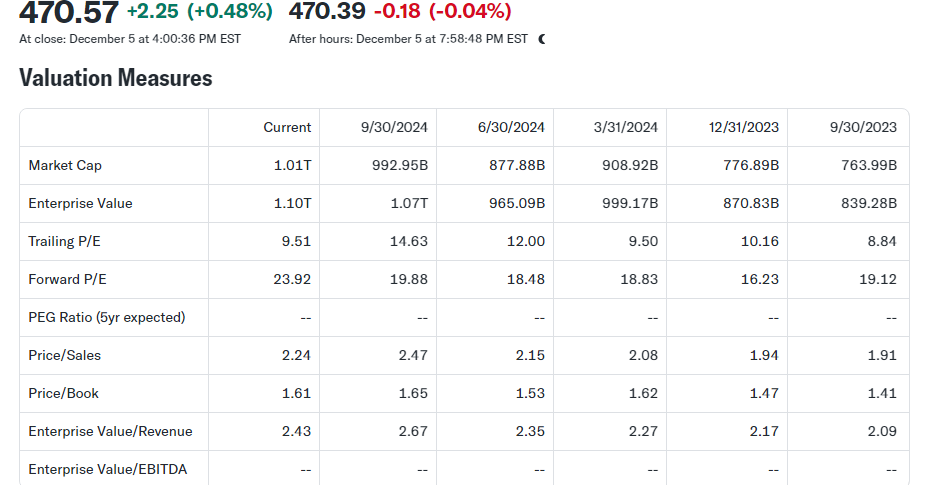 470.57 +2.25 (+0.48%) 470.39 -0.18 (-0.04%)
At close: December 5 at 4:00:36 PM EST After hours: December 5 at 7:58:48 PM EST
Valuation Measures
Current 9/30/2024 6/30/2024 3/31/2024 12/31/2023 9/30/2023
Market Cap 1.01T 992.95B 877.88B 908.92B 776.89B 763.99B
Enterprise Value 1.10T 1.07T 965.09B 999.17B 870.83B 839.28B
Trailing P/E 9.51 14.63 12.00 9.50 10.16 8.84
Forward P/E 23.92 19.88 18.48 18.83 16.23 19.12
PEG Ratio (5yr expected) -- -- -- -- -- --
Price/Sales 2.24 2.47 2.15 2.08 1.94 1.91
Price/Book 1.61 1.65 1.53 1.62 1.47 1.41
Enterprise Value/Revenue 2.43 2.67 2.35 2.27 2.17 2.09
Enterprise Value/EBITDA -- -- -- -- -- --